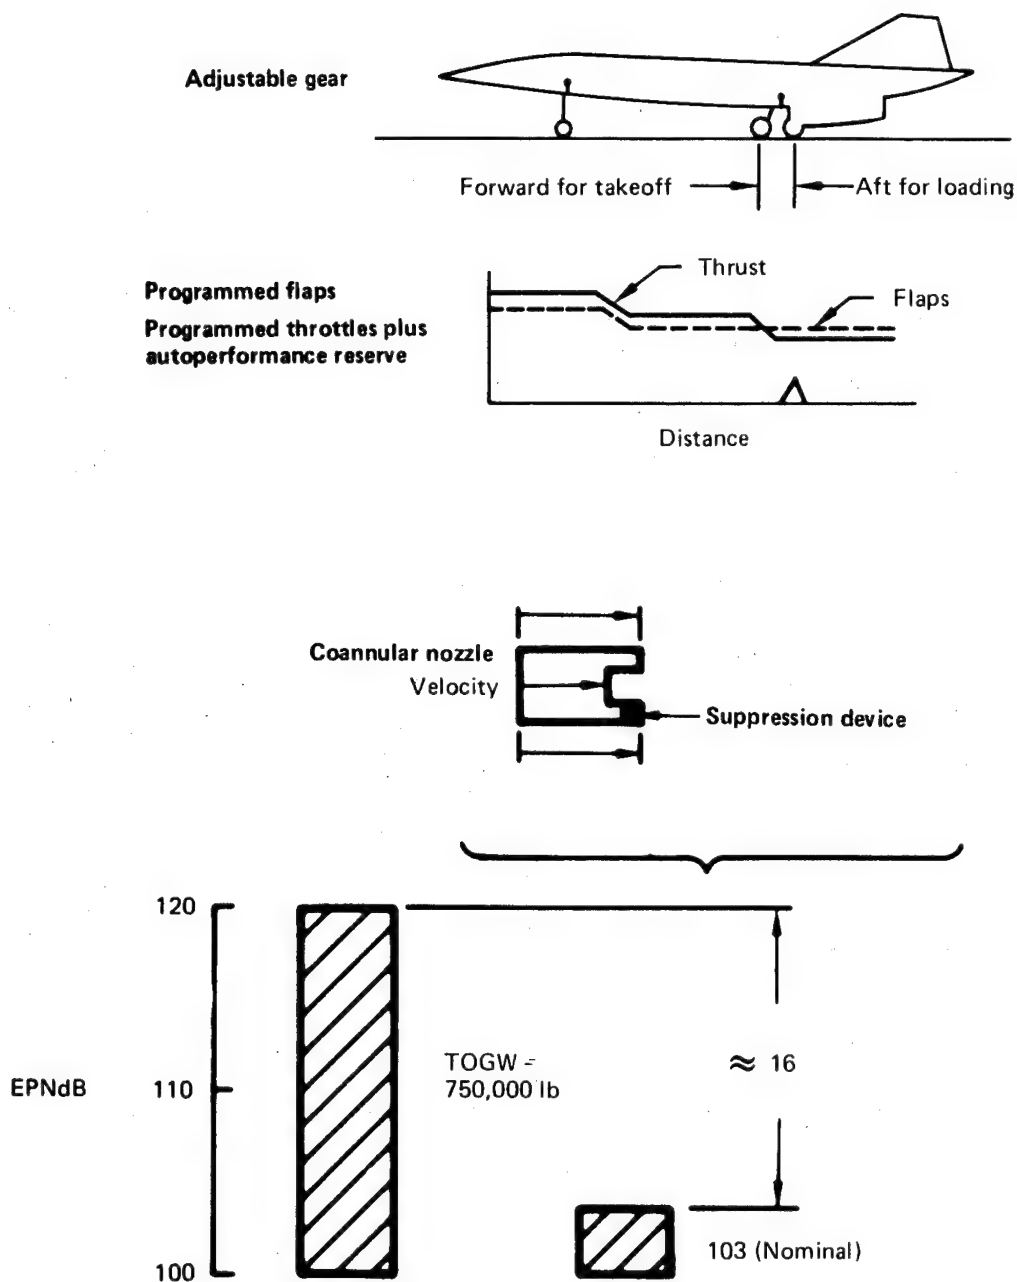 Adjustable gear
Forward for takeoff
Aft for loading
Programmed flaps
Programmed throttles plus
autoperformance reserve
Thrust
Flaps
Distance
Coannular nozzle
Velocity
Suppression device
120
110
100
EPNdB
TOGW -
750,000 lb
≈ 16
103 (Nominal)